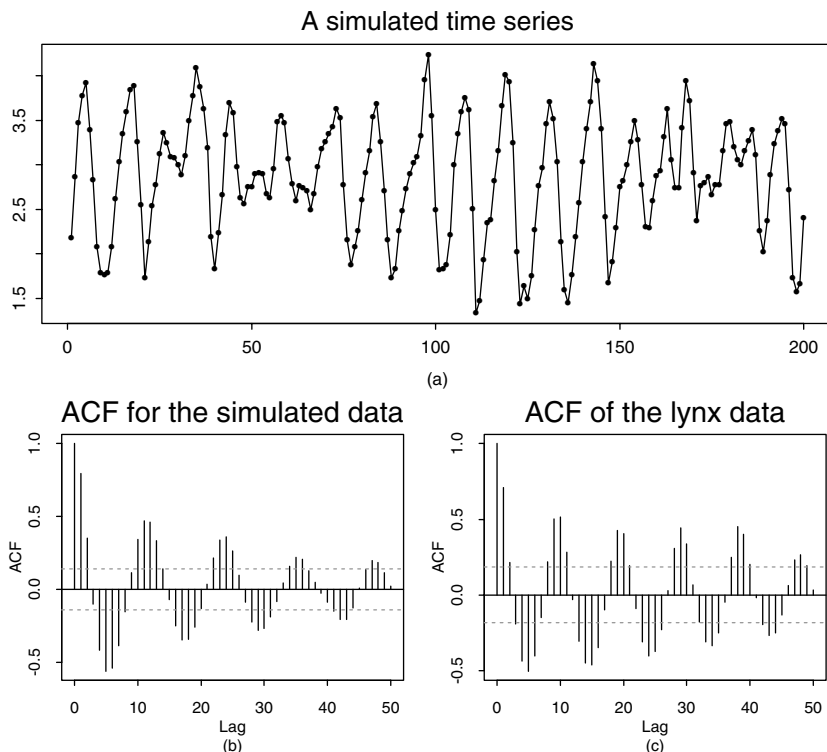 A simulated time series
3.5
2.5
1.5
0 50 100 150 200
(a)
ACF for the simulated data
ACF
1.0
0.5
0.0
-0.5
0 10 20 30 40 50
Lag
(b)
ACF of the lynx data
ACF
1.0
0.5
0.0
-0.5
0 10 20 30 40 50
Lag
(c)